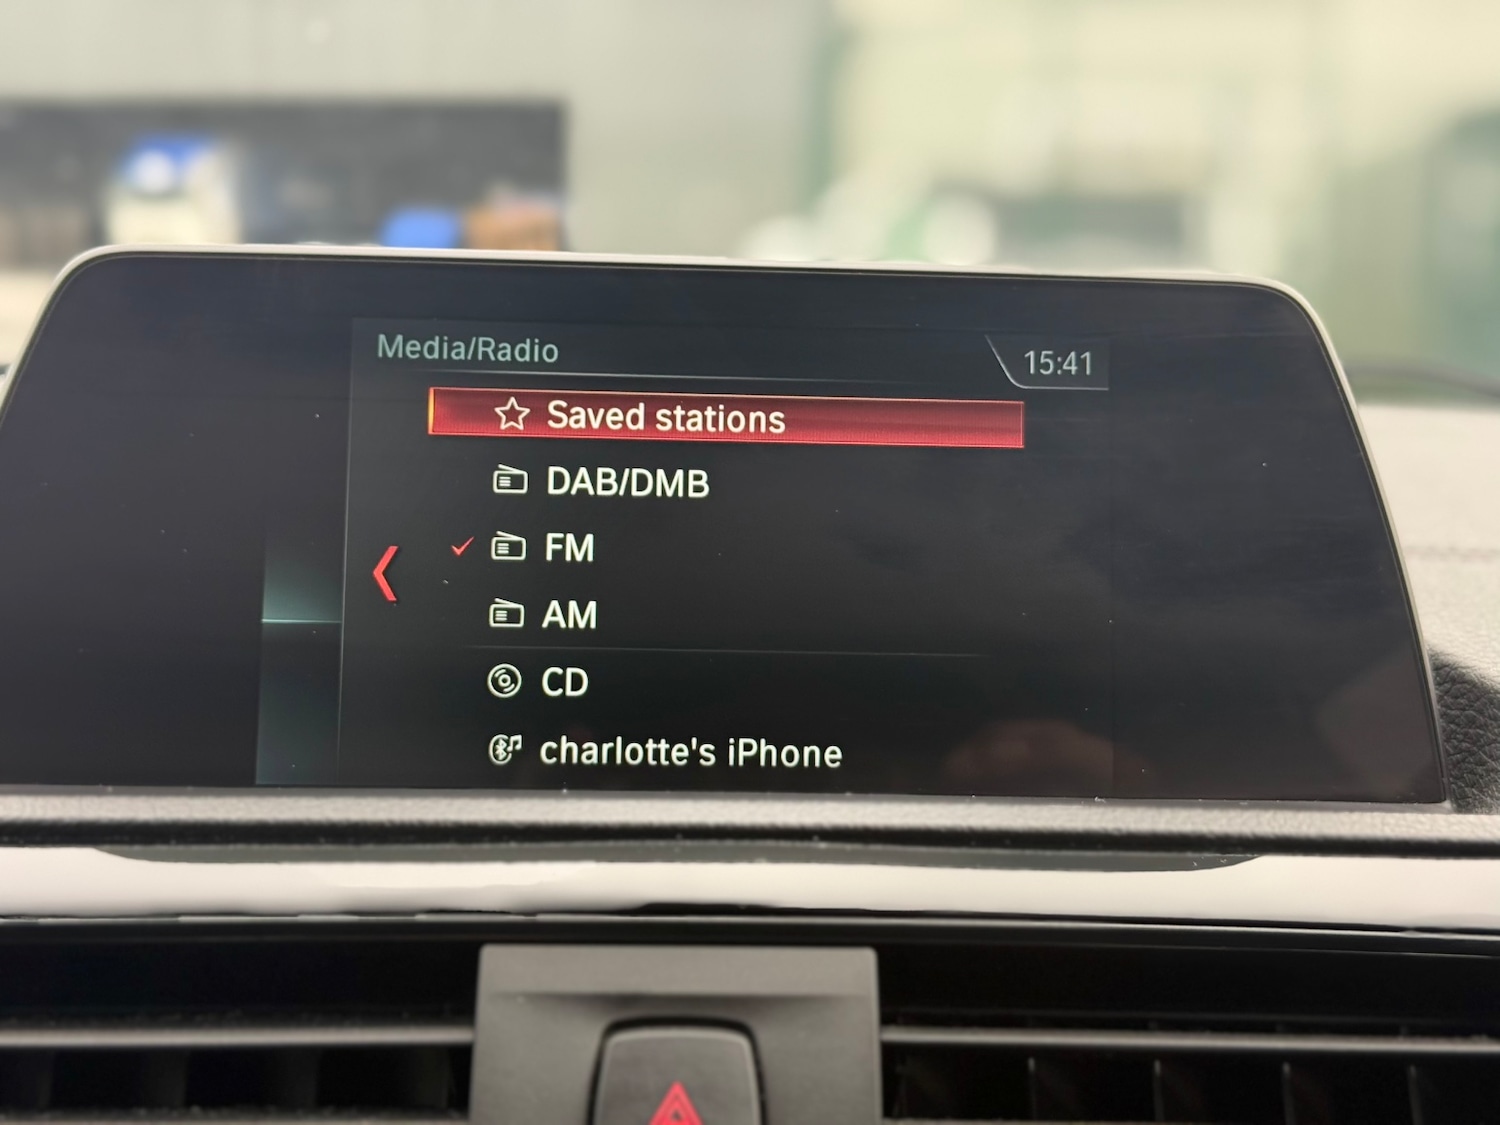 Media/Radio
15:41
Saved stations
DAB/DMB
FM
AM
CD
charlotte's iPhone